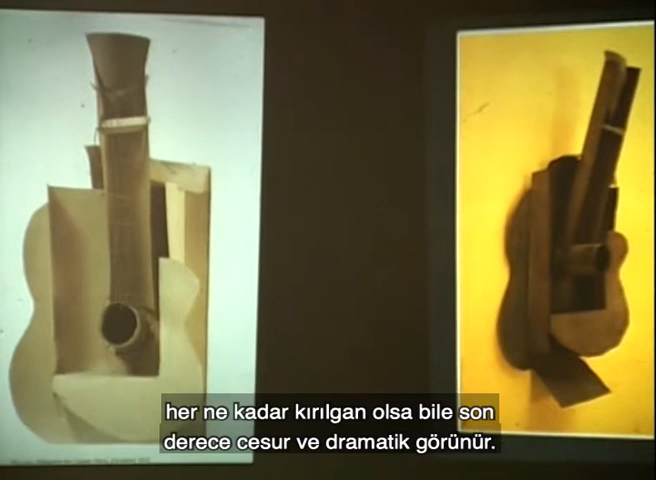 her ne kadar kırılgan olsa bile son
derece cesur ve dramatik görünür.